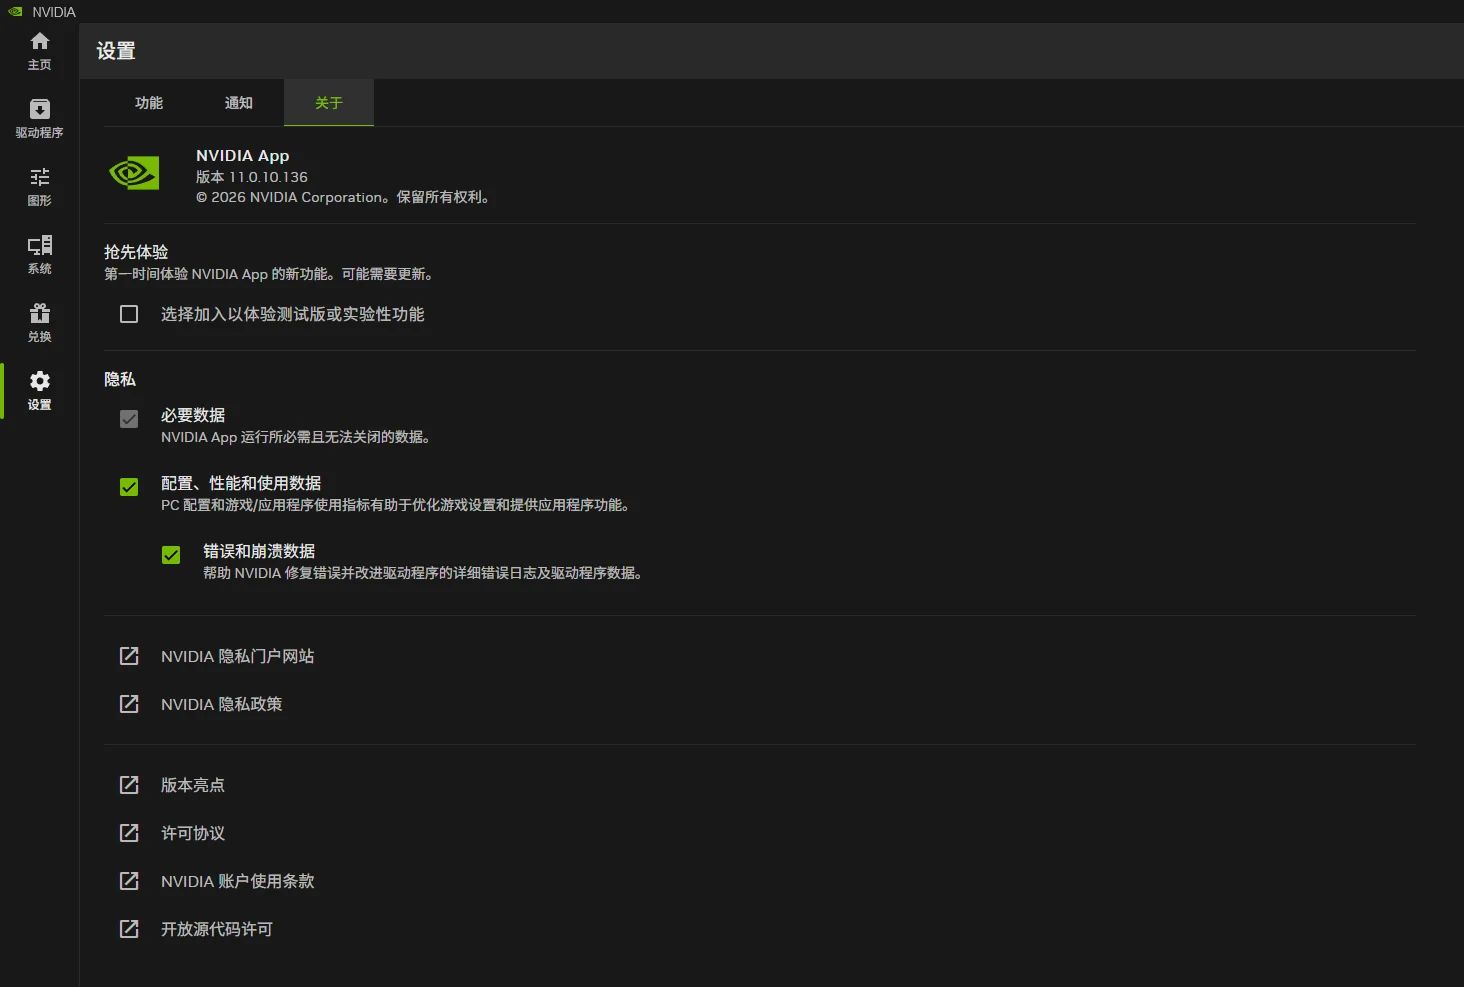 NVIDIA
主页
驱动程序
图形
系统
兑换
设置
设置
功能
通知
关于
NVIDIA App
版本 11.0.10.136
© 2026 NVIDIA Corporation。保留所有权利。
抢先体验
第一时间体验 NVIDIA App 的新功能。可能需要更新。
选择加入以体验测试版或实验性功能
隐私
必要数据
NVIDIA App 运行所必需且无法关闭的数据。
配置、性能和使用数据
PC 配置和游戏/应用程序使用指标有助于优化游戏设置和提供应用程序功能。
错误和崩溃数据
帮助 NVIDIA 修复错误并改进驱动程序的详细错误日志及驱动程序数据。
NVIDIA 隐私门户网站
NVIDIA 隐私政策
版本亮点
许可协议
NVIDIA 账户使用条款
开放源代码许可